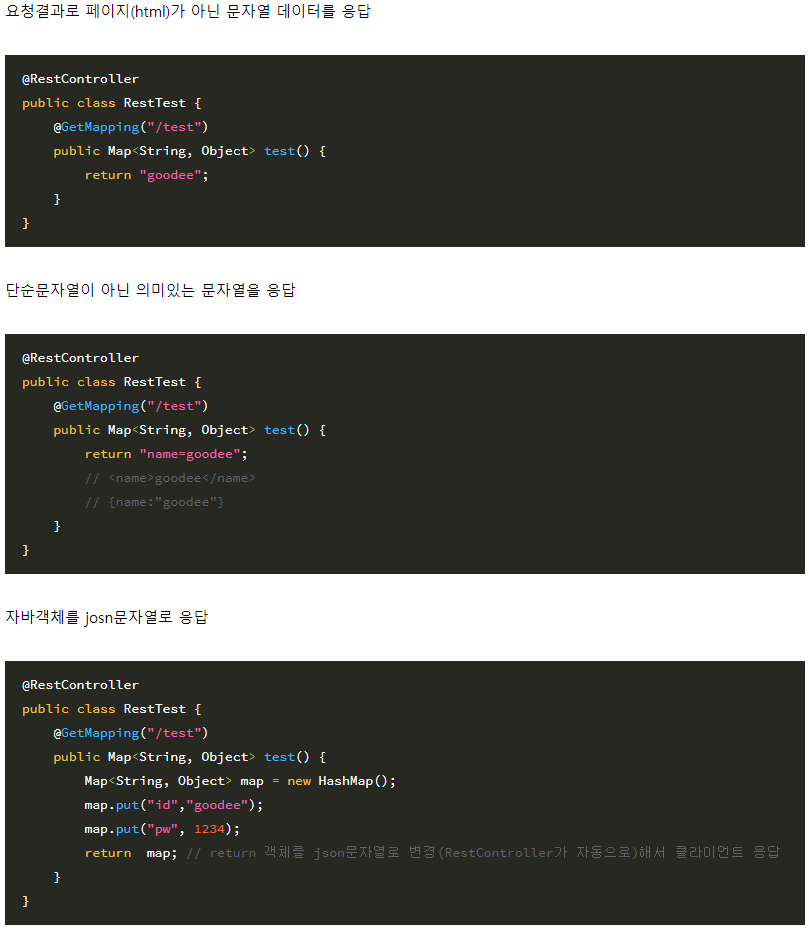 요청결과로 페이지(html)가 아닌 문자열 데이터를 응답
@RestController
public class RestTest {
    @GetMapping("/test")
    public Map<String, Object> test() {
        return "goodee";
    }
}
단순문자열이 아닌 의미있는 문자열을 응답
@RestController
public class RestTest {
    @GetMapping("/test")
    public Map<String, Object> test() {
        return "name=goodee";
        // <name>goodee</name>
        // {name:"goodee"}
    }
}
자바객체를 josn문자열로 응답
@RestController
public class RestTest {
    @GetMapping("/test")
    public Map<String, Object> test() {
        Map<String, Object> map = new HashMap();
        map.put("id","goodee");
        map.put("pw", 1234);
        return  map; // return 객체를 json문자열로 변경(RestController가 자동으로)해서 클라이언트 응답
    }
}